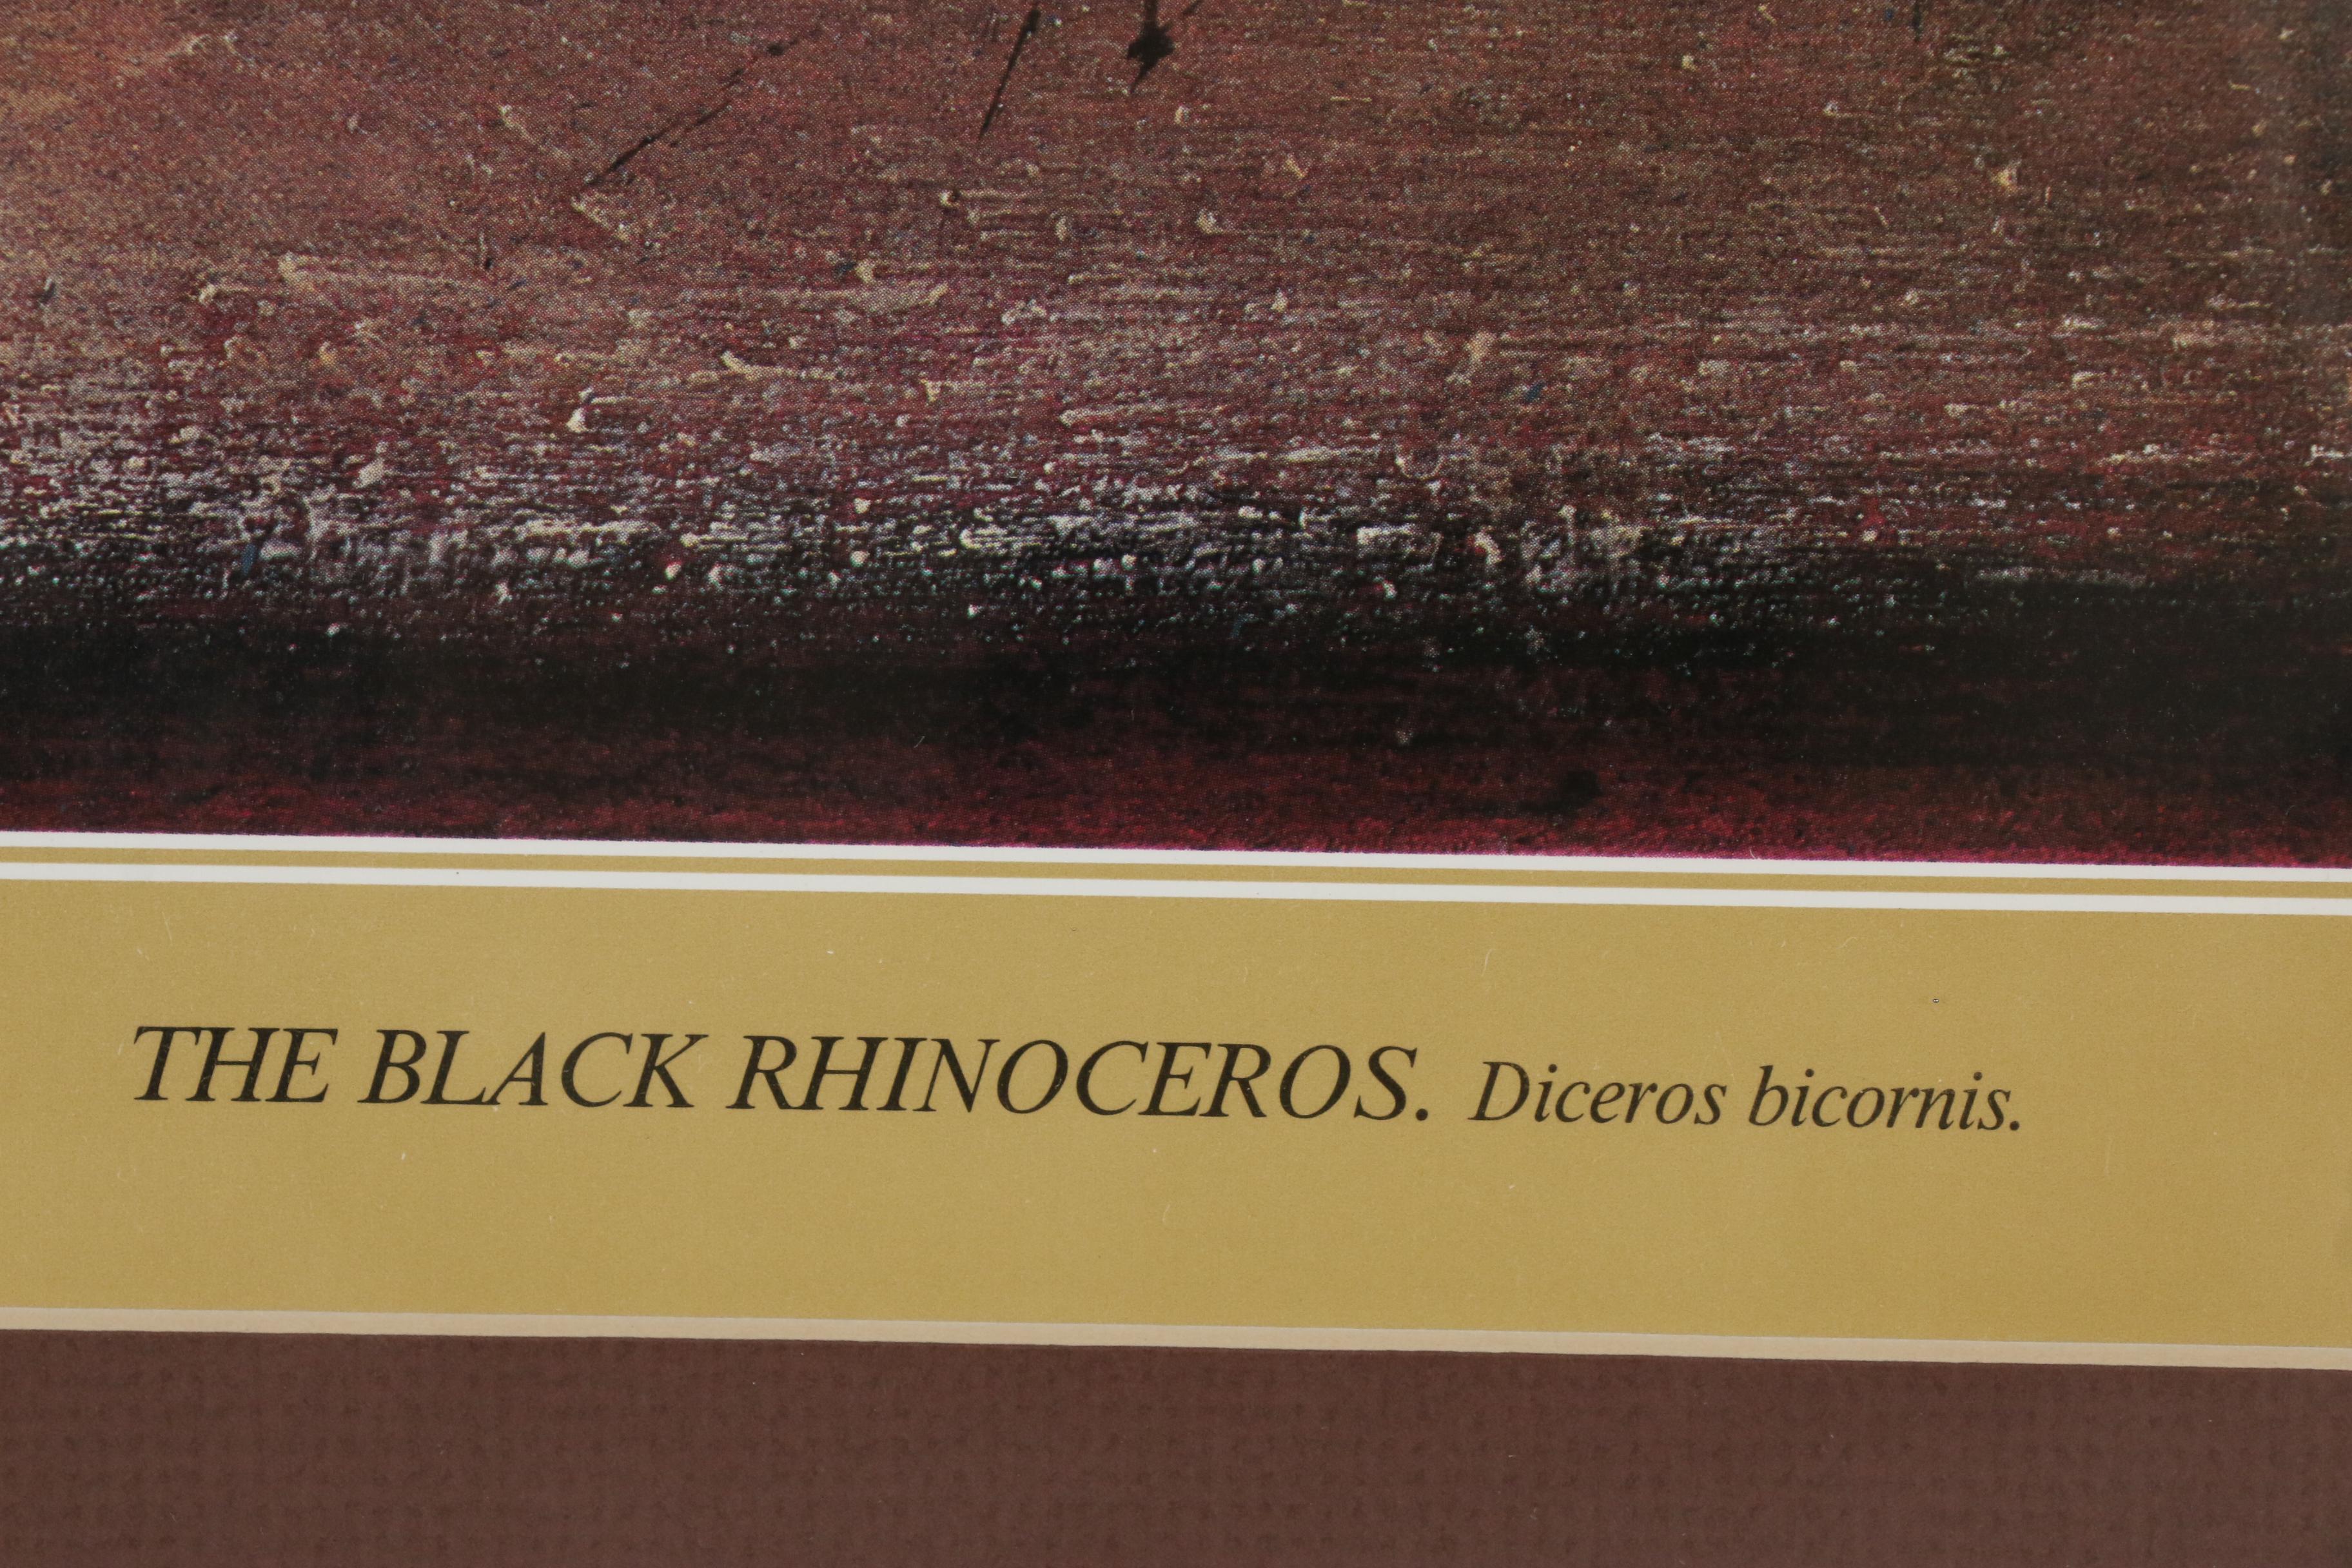 THE BLACK RHINOCEROS. Diceros bicornis.